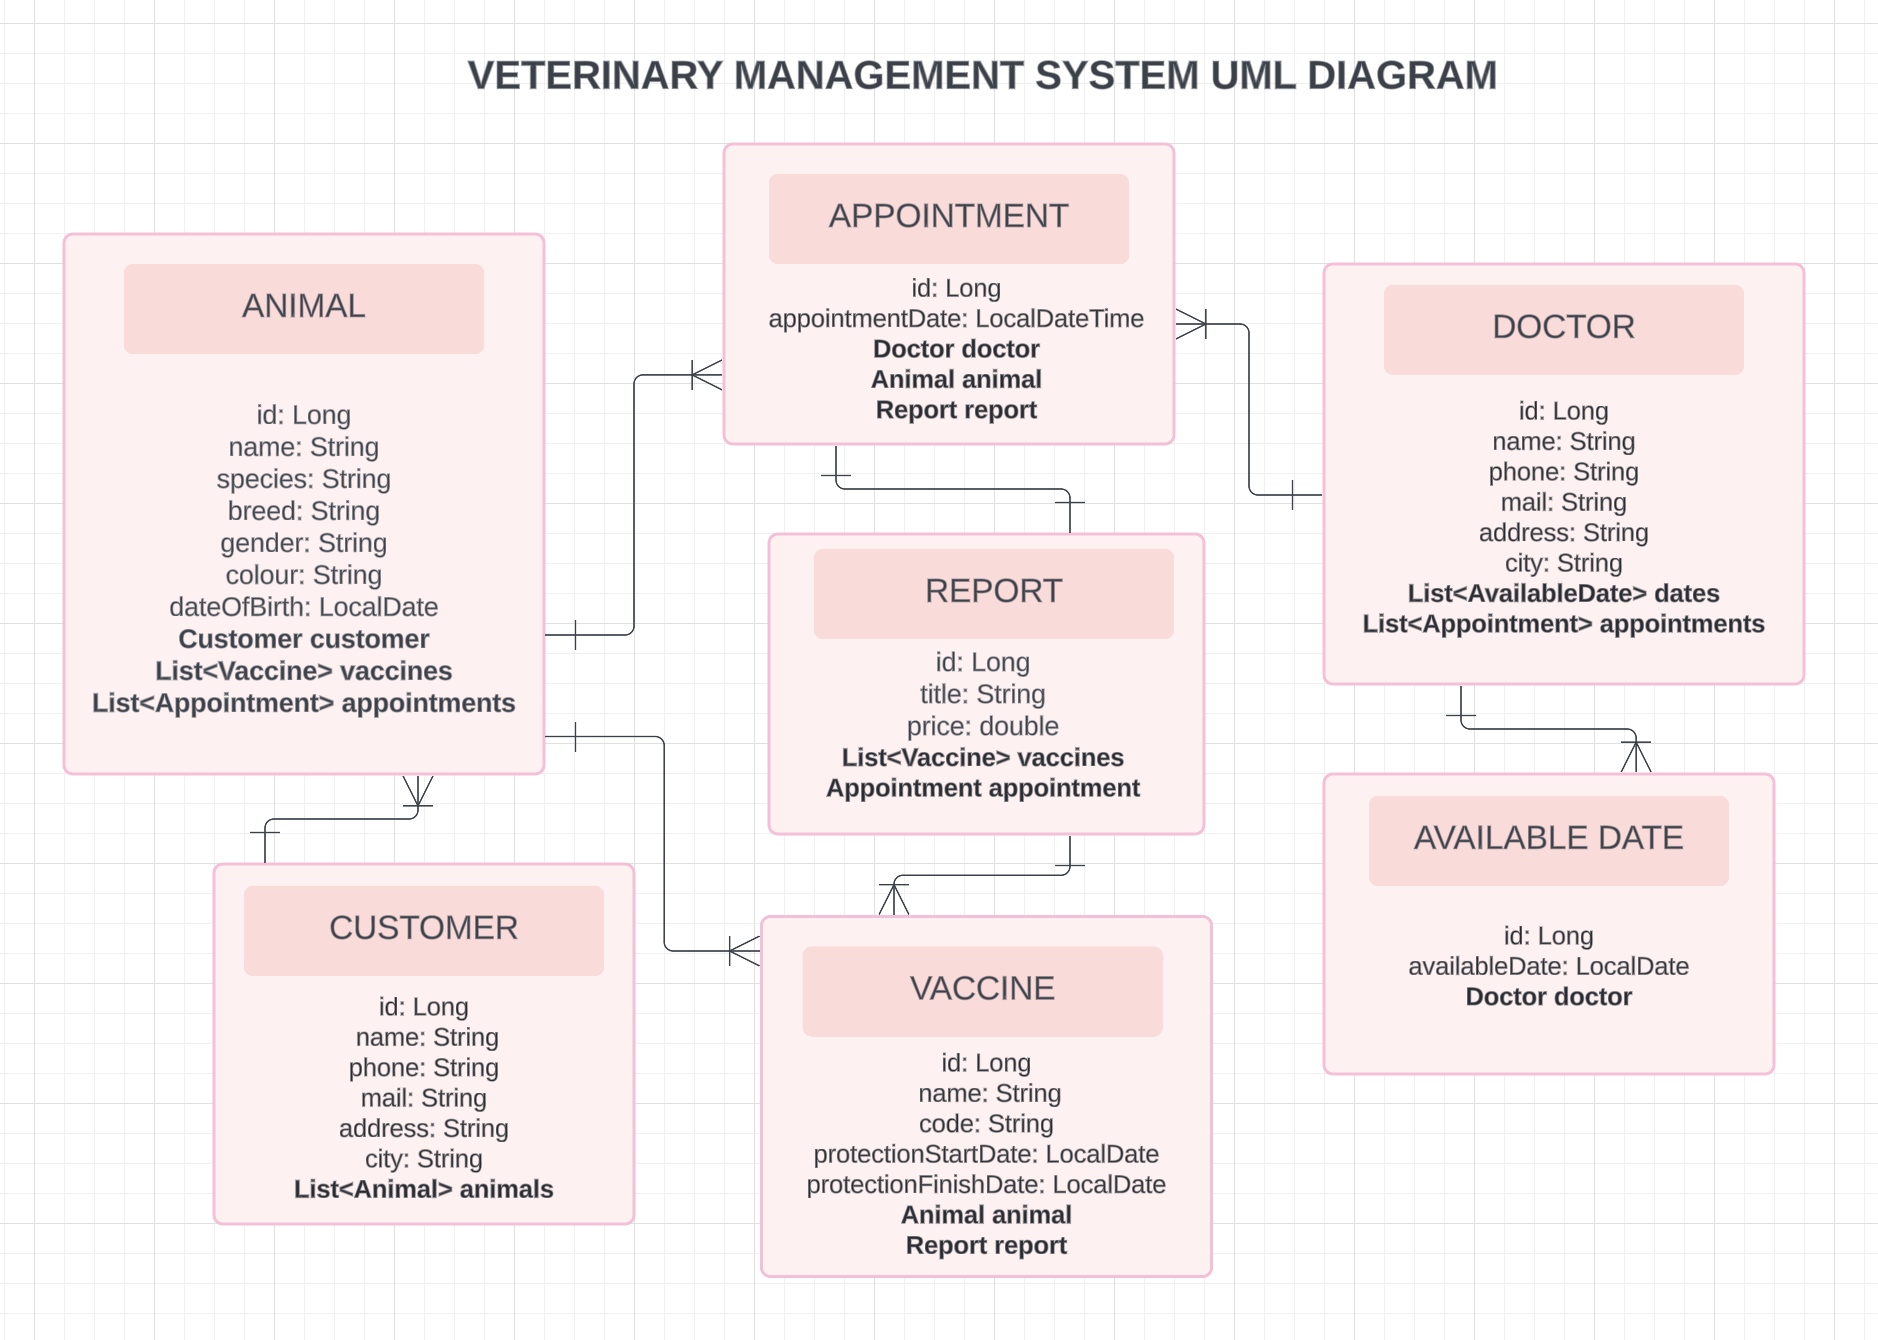 VETERINARY MANAGEMENT SYSTEM UML DIAGRAM
ANIMAL
id: Long
name: String
species: String
breed: String
gender: String
colour: String
dateOfBirth: LocalDate
Customer customer
List<Vaccine> vaccines
List<Appointment> appointments
APPOINTMENT
id: Long
appointmentDate: LocalDateTime
Doctor doctor
Animal animal
Report report
DOCTOR
id: Long
name: String
phone: String
mail: String
address: String
city: String
List<AvailableDate> dates
List<Appointment> appointments
REPORT
id: Long
title: String
price: double
List<Vaccine> vaccines
Appointment appointment
CUSTOMER
id: Long
name: String
phone: String
mail: String
address: String
city: String
List<Animal> animals
VACCINE
id: Long
name: String
code: String
protectionStartDate: LocalDate
protectionFinishDate: LocalDate
Animal animal
Report report
AVAILABLE DATE
id: Long
availableDate: LocalDate
Doctor doctor